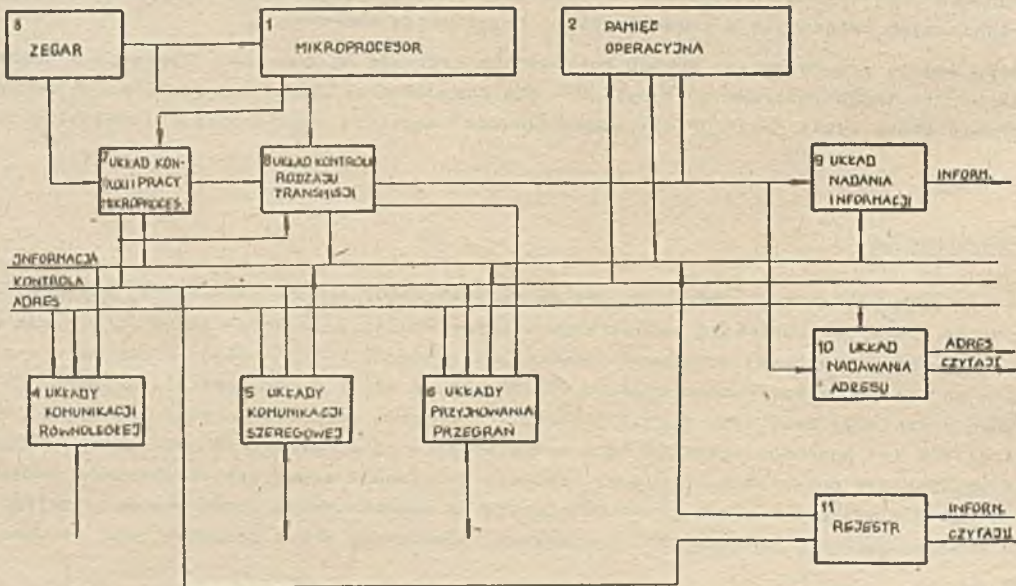 3
ZEGAR
1
MIKROPROCESOR
2 PAMIĘĆ
OPERACYJNA
7 UKŁAD KON-
TROLI PRACY
MIKROPROCES.
8 UKŁAD KONTROLI
RODZAJU
TRANSMISJI
9 UKŁAD
NADANIA
INFORMACJI
INFORM.
INFORMACJA
KONTROLA
ADRES
4 UKŁADY
KOMUNIKACJI
RÓWNOLEGŁEJ
5 UKŁADY
KOMUNIKACJI
SZEREGOWEJ
6 UKŁADY
PRZYJMOWANIA
PRZEGRAŃ
10 UKŁAD
NADAWANIA
ADRESU
ADRES
CZYTAJĘ
11
REJESTR
INFORM.
CZYTAJĘ